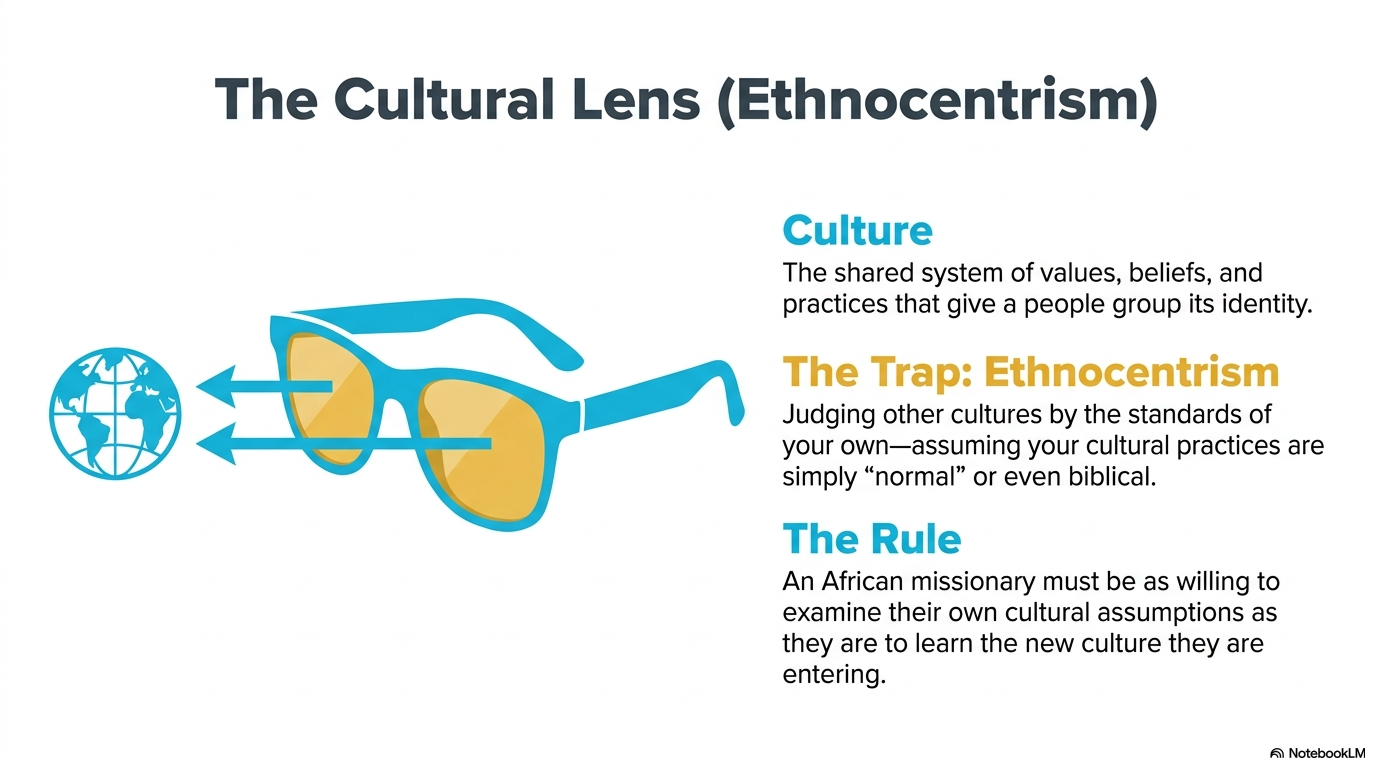 The Cultural Lens (Ethnocentrism)
Culture
The shared system of values, beliefs, and
practices that give a people group its identity.
The Trap: Ethnocentrism
Judging other cultures by the standards of
your own—assuming your cultural practices are
simply “normal” or even biblical.
The Rule
An African missionary must be as willing to
examine their own cultural assumptions as
they are to learn the new culture they are
entering.
NotebookLM